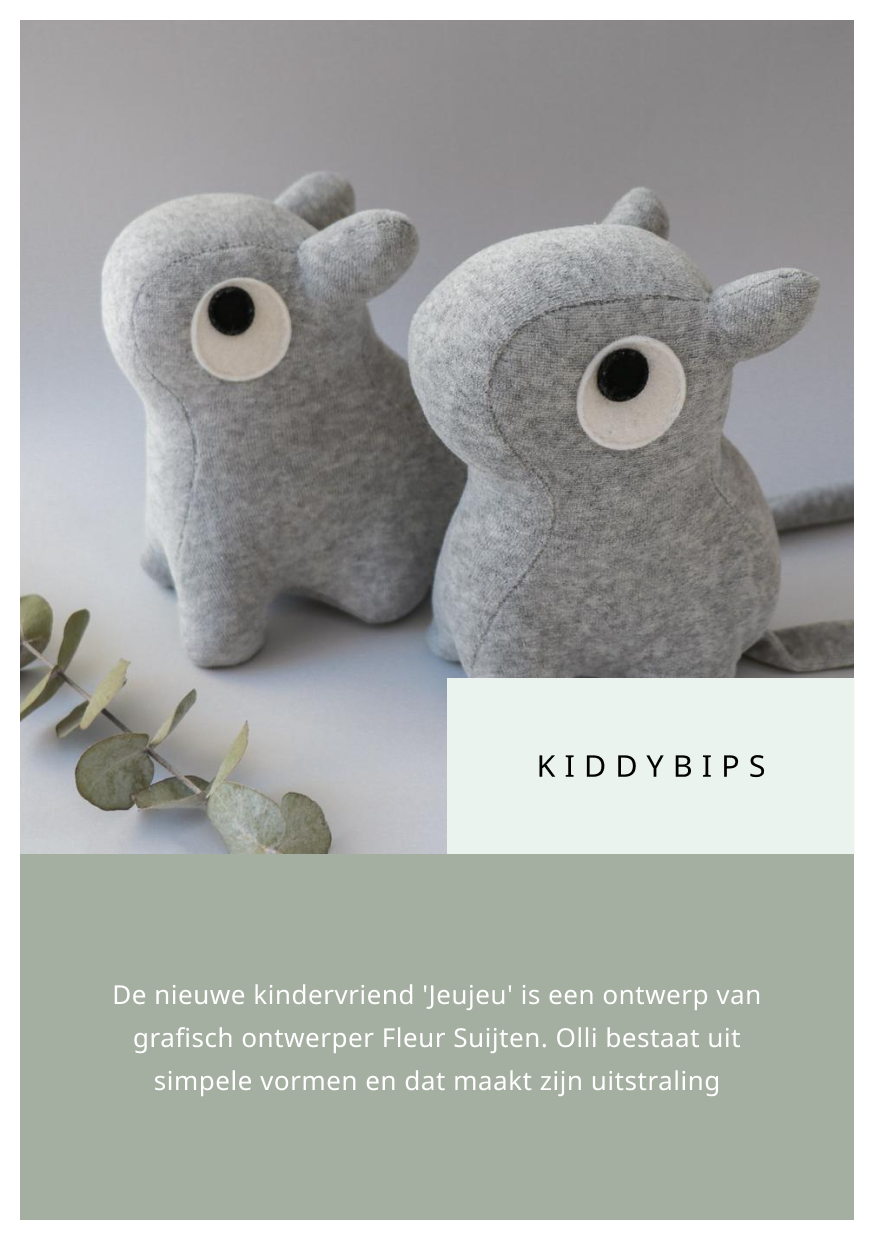 KIDDYBIPS
De nieuwe kindervriend 'Jeujeu' is een ontwerp van
grafisch ontwerper Fleur Suijten. Olli bestaat uit
simpele vormen en dat maakt zijn uitstraling